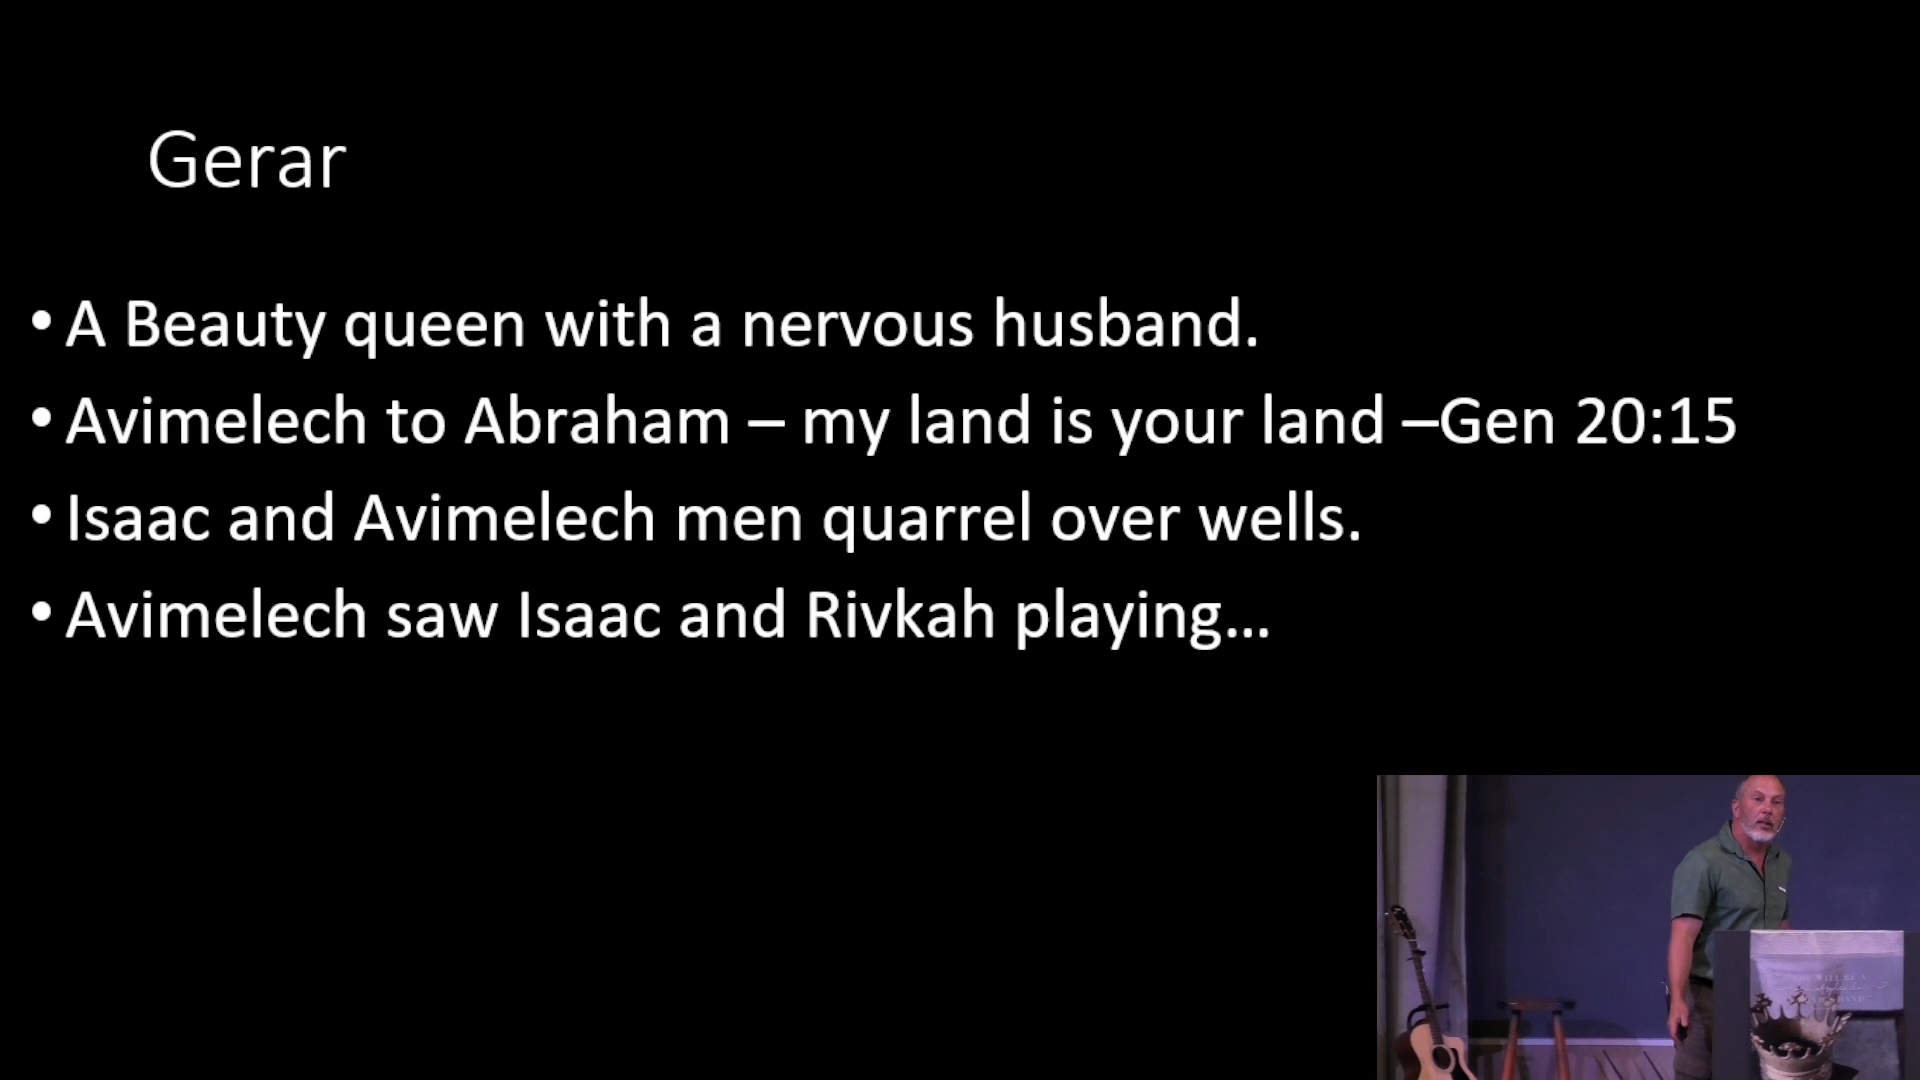 Gerar
• A Beauty queen with a nervous husband.
• Avimelech to Abraham – my land is your land –Gen 20:15
• Isaac and Avimelech men quarrel over wells.
• Avimelech saw Isaac and Rivkah playing...